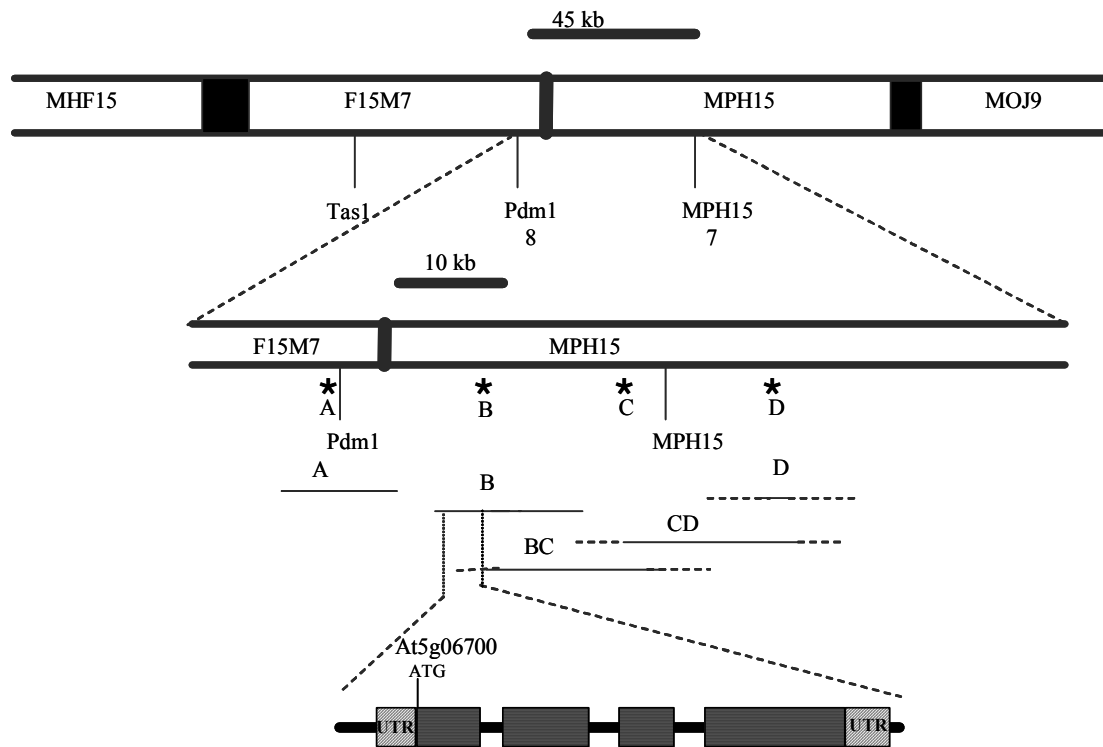 45 kb
MHF15 F15M7 MPH15 MOJ9
Tas1 Pdm1 MPH15
8 7
10 kb
F15M7 MPH15
* * * *
A B C D
Pdm1 MPH15
A D
B
CD
BC
At5g06700
ATG
UTR UTR